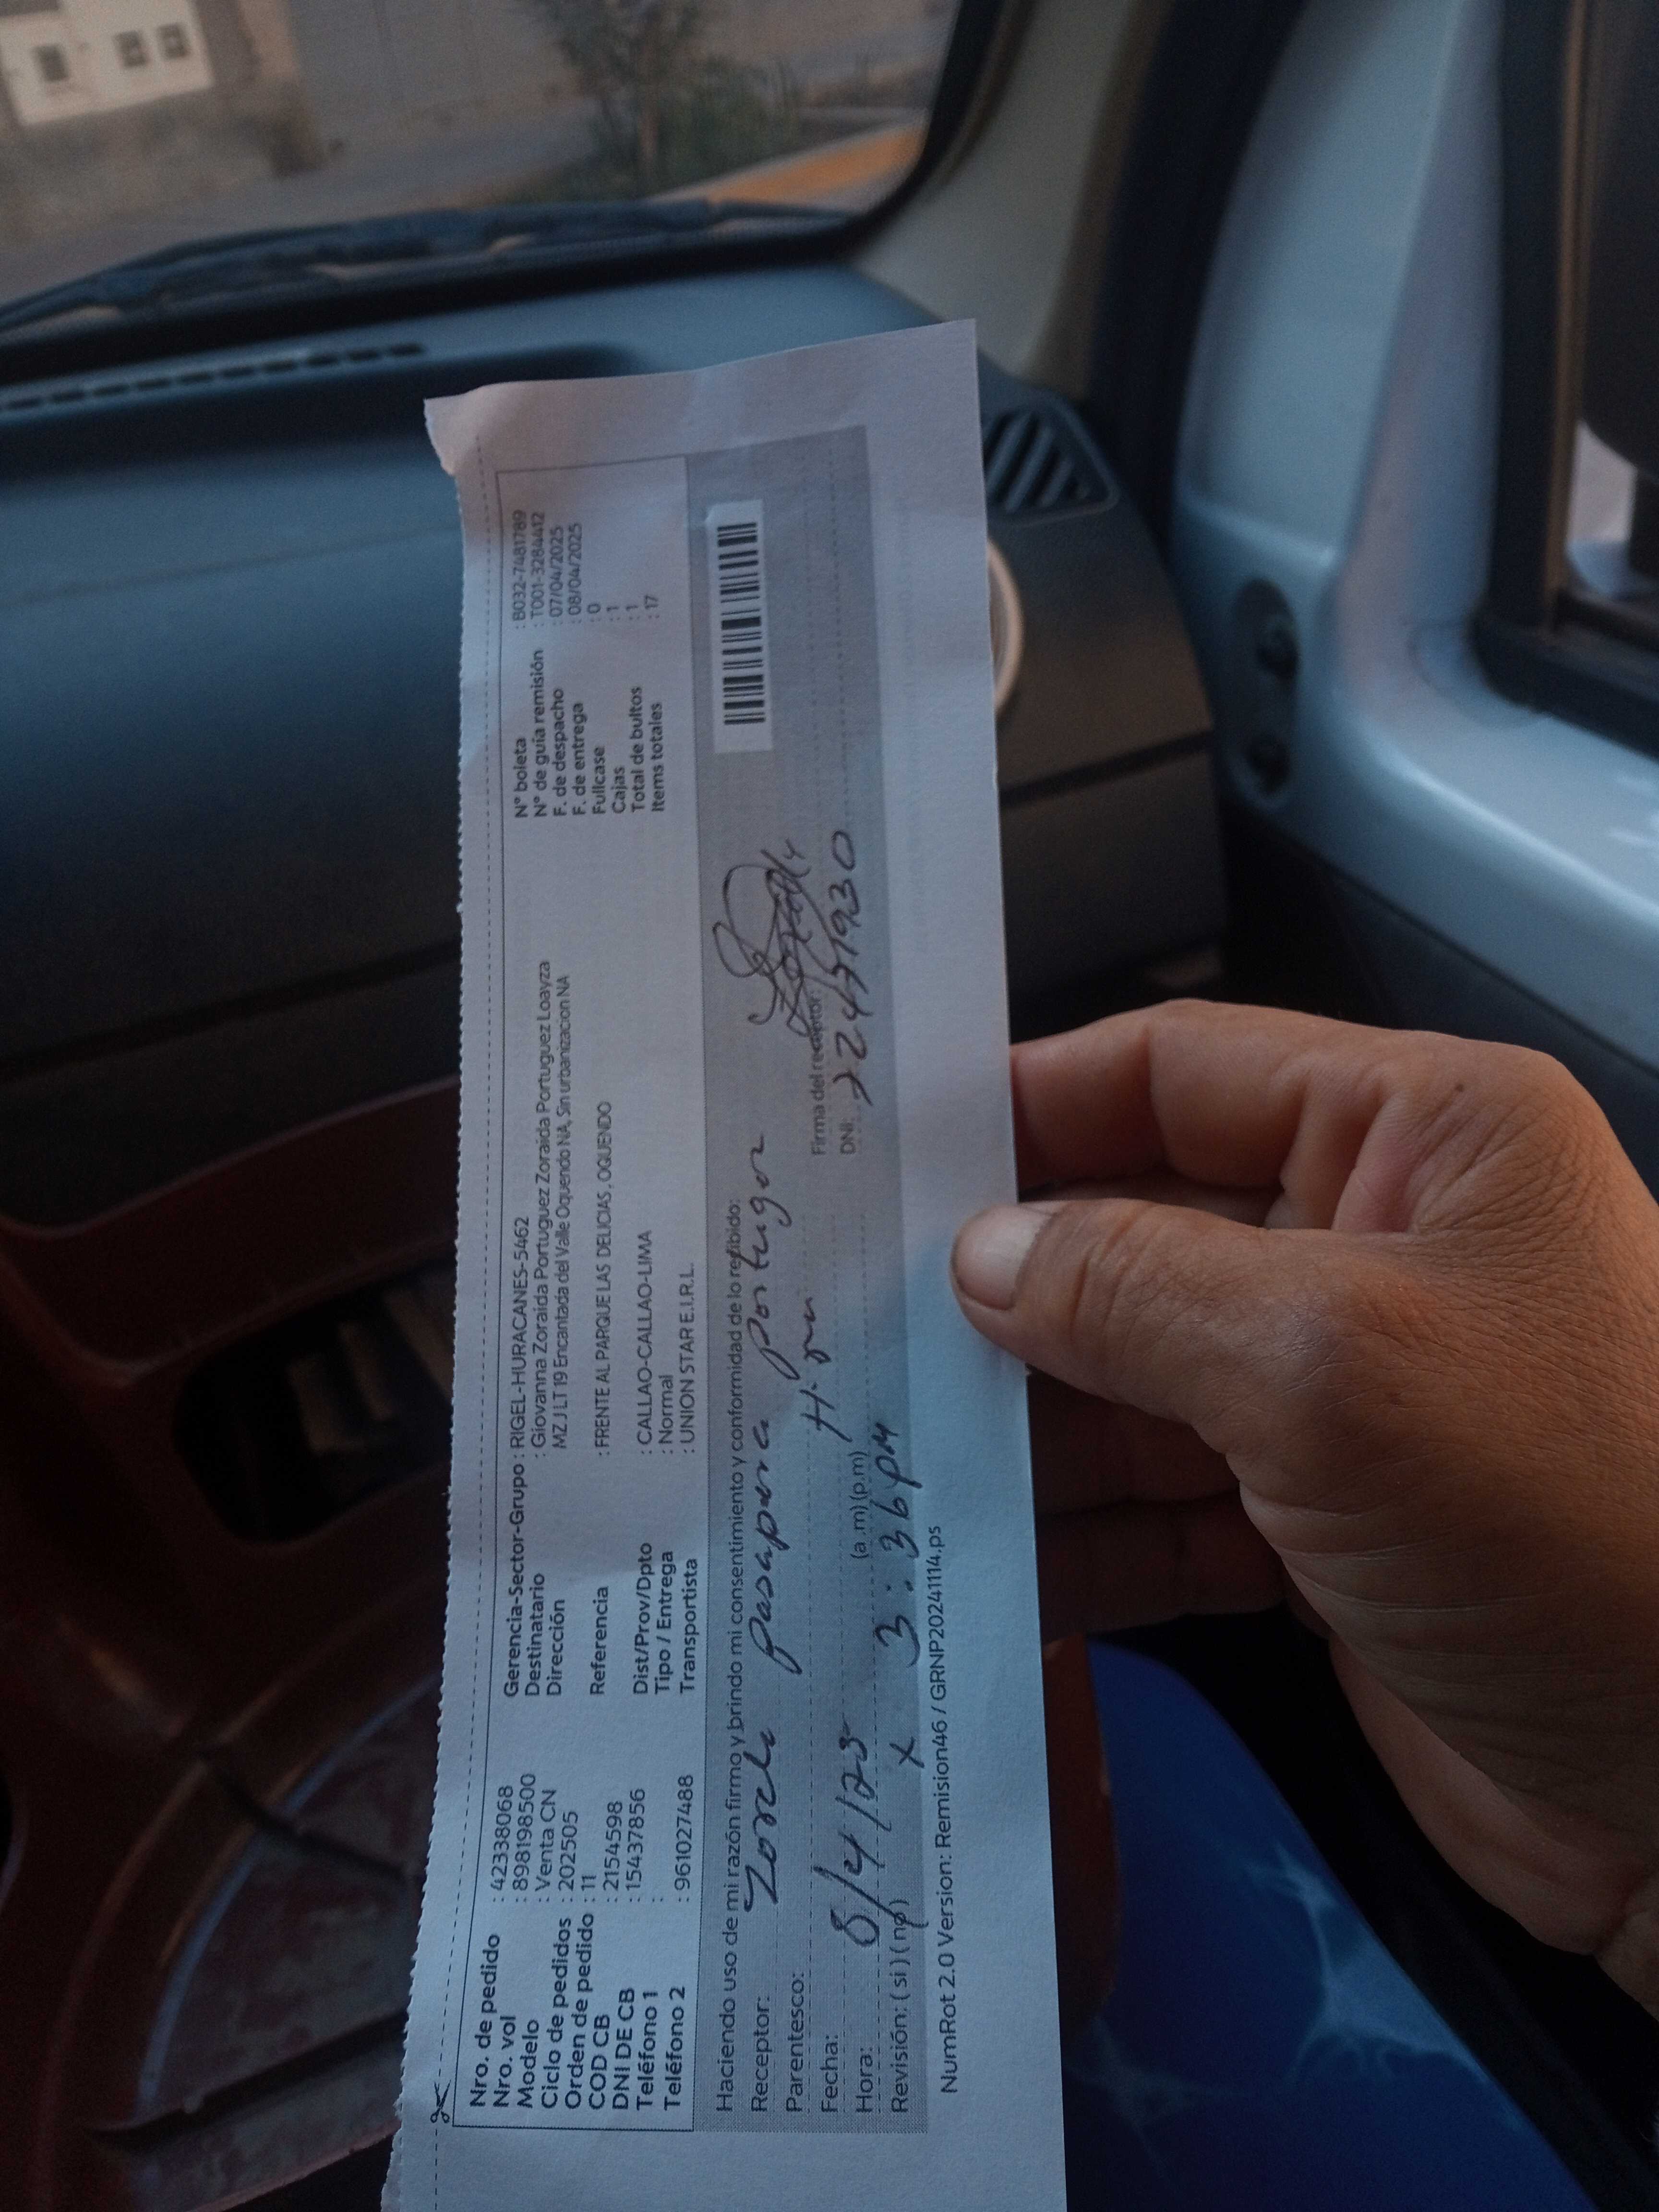 Nro. de pedido : 42338068
Nro. vol : 898198500
Modelo : Venta CN
Ciclo de pedidos : 202505
Orden de pedido : 11
COD CB : 2154598
DNI DE CB : 15437856
Teléfono 1 :
Teléfono 2 : 961027488
Gerencia-Sector-Grupo : RIGEL-HURACANES-5462
Destinatario : Giovanna Zoraida Portuguez Zoraida Portuguez Loayza
Dirección MZ J LT 19 Encantada del Valle Oquendo NA, Sin urbanizacion NA
Referencia : FRENTE AL PARQUE LAS DELICIAS, OQUENDO
Dist/Prov/Dpto : CALLAO-CALLAO-LIMA
Tipo / Entrega : Normal
Transportista : UNION STAR E.I.R.L.
N° boleta : B032-7481789
N° de guía remisión : T001-3284412
F. de despacho : 07/04/2025
F. de entrega : 08/04/2025
Fullcase : 0
Cajas : 1
Total de bultos : 1
Items totales : 17
Haciendo uso de mi razón firmo y brindo mi consentimiento y conformidad de lo recibido:
Receptor:
Parentesco:
Fecha: 8/4/25
Hora: 3:36 pm (a.m) (p.m)
Revisión: ( si ) ( no ) x
Firma del receptor:
DNI:
NumRot 2.0 Version: Remision46 / GRNP20241114.ps